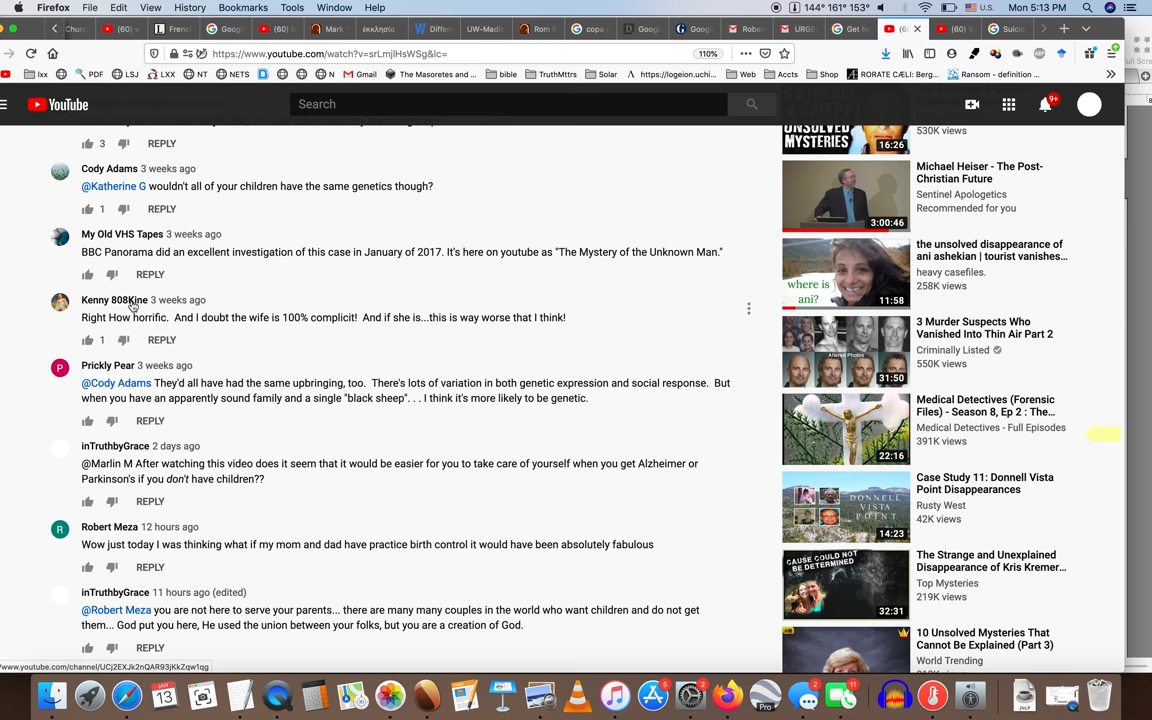 Firefox File Edit View History Bookmarks Tools Window Help 144° 161° 153° U.S. Mon 5:13 PM
https://www.youtube.com/watch?v=srLmjlHsWSg&lc= 110%
lxx PDF LSJ LXX NT NETS N Gmail The Masoretes and ... bible TruthMttrs Solar https://logeion.uchi... Web Accts Shop RORATE CÆLI: Berg... Ransom - definition ...
YouTube Search 9+
3 REPLY
Cody Adams 3 weeks ago
@Katherine G wouldn't all of your children have the same genetics though?
1 REPLY
My Old VHS Tapes 3 weeks ago
BBC Panorama did an excellent investigation of this case in January of 2017. It's here on youtube as "The Mystery of the Unknown Man."
REPLY
Kenny 808Kine 3 weeks ago
Right How horrific. And I doubt the wife is 100% complicit! And if she is...this is way worse that I think!
1 REPLY
Prickly Pear 3 weeks ago
@Cody Adams They'd all have had the same upbringing, too. There's lots of variation in both genetic expression and social response. But
when you have an apparently sound family and a single "black sheep". . . I think it's more likely to be genetic.
REPLY
inTruthbyGrace 2 days ago
@Marlin M After watching this video does it seem that it would be easier for you to take care of yourself when you get Alzheimer or
Parkinson's if you don't have children??
REPLY
Robert Meza 12 hours ago
Wow just today I was thinking what if my mom and dad have practice birth control it would have been absolutely fabulous
REPLY
inTruthbyGrace 11 hours ago (edited)
@Robert Meza you are not here to serve your parents... there are many many couples in the world who want children and do not get
them... God put you here, He used the union between your folks, but you are a creation of God.
REPLY
UNSOLVED
MYSTERIES
16:26
530K views
3:00:46
Michael Heiser - The Post-
Christian Future
Sentinel Apologetics
Recommended for you
where is
ani?
11:58
the unsolved disappearance of
ani ashekian | tourist vanishes...
heavy casefiles.
258K views
Altered Photos
31:50
3 Murder Suspects Who
Vanished Into Thin Air Part 2
Criminally Listed
550K views
22:16
Medical Detectives (Forensic
Files) - Season 8, Ep 2 : The...
Medical Detectives - Full Episodes
391K views
DONNELL
VISTA
POINT
14:23
Case Study 11: Donnell Vista
Point Disappearances
Rusty West
42K views
CAUSE COULD NOT
BE DETERMINED
32:31
The Strange and Unexplained
Disappearance of Kris Kremer...
Top Mysteries
219K views
10 Unsolved Mysteries That
Cannot Be Explained (Part 3)
World Trending
JAN
13
Pro
5
2
2
11
JNLP